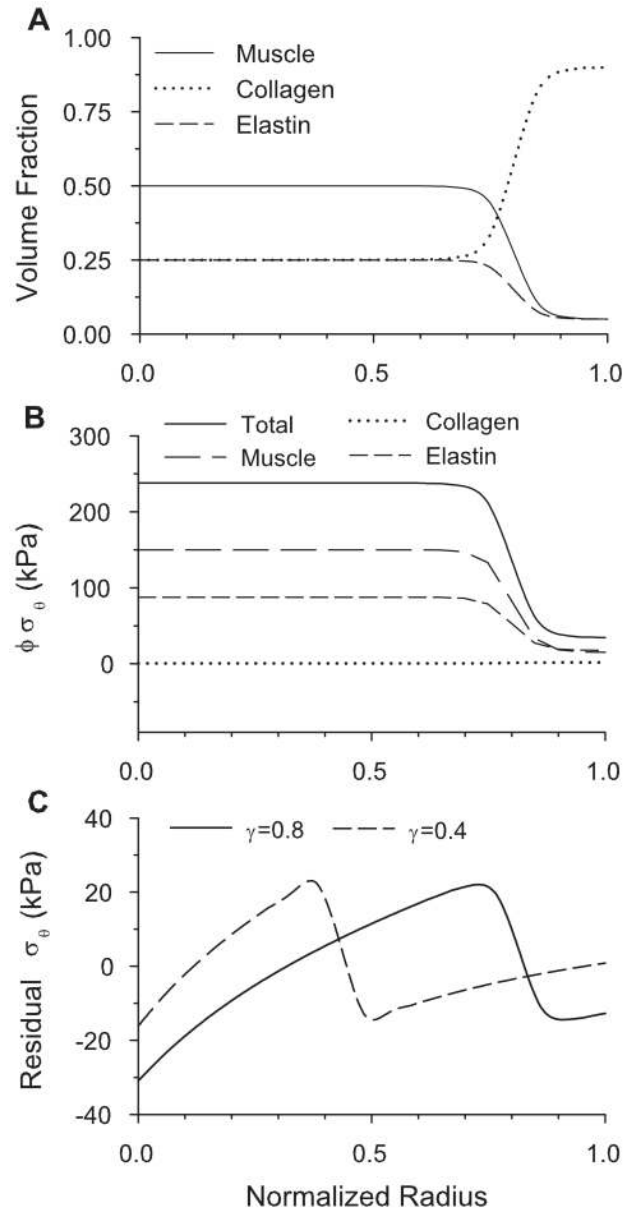 A
1.00
Muscle
Collagen
Elastin
0.75
Volume Fraction
0.50
0.25
0.00
0.0
0.5
1.0
B
Total
Collagen
Muscle
Elastin
300
200
ϕ σθ (kPa)
100
0
0.0
0.5
1.0
C
40
γ=0.8
γ=0.4
20
Residual σθ (kPa)
0
-20
-40
0.0
0.5
1.0
Normalized Radius